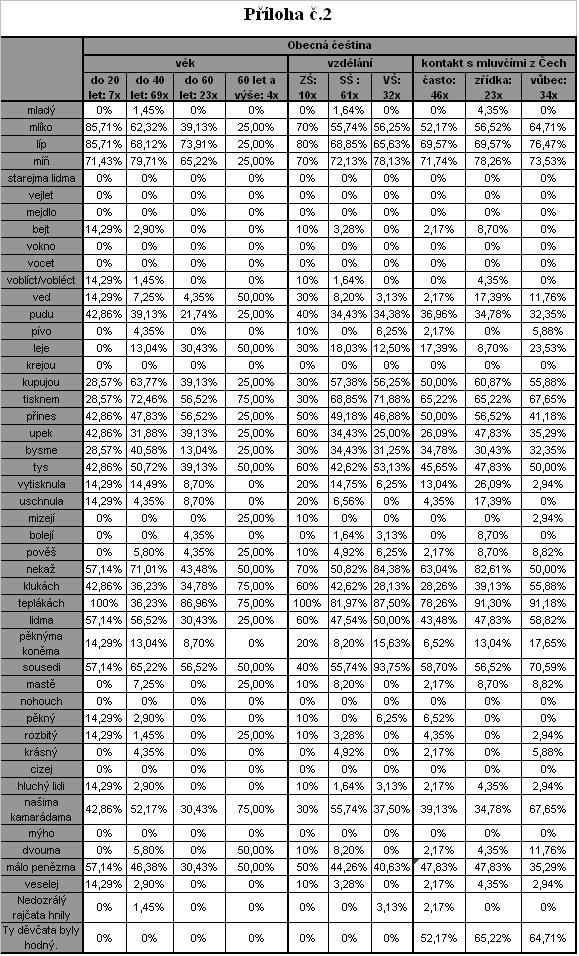 Příloha č.2
Obecná čeština
věk vzdělání kontakt s mluvčími z Čech
do 20 let: 7x do 40 let: 69x do 60 let: 23x 60 let a výše: 4x ZŠ: 10x SŠ : 61x VŠ: 32x často: 46x zřídka: 23x vůbec: 34x
mladý 0% 1,45% 0% 0% 0% 1,64% 0% 0% 4,35% 0%
mlíko 85,71% 62,32% 39,13% 25,00% 70% 55,74% 56,25% 52,17% 56,52% 64,71%
líp 85,71% 68,12% 73,91% 25,00% 80% 68,85% 65,63% 69,57% 69,57% 76,47%
míň 71,43% 79,71% 65,22% 25,00% 70% 72,13% 78,13% 71,74% 78,26% 73,53%
starejma lidma 0% 0% 0% 0% 0% 0% 0% 0% 0% 0%
vejlet 0% 0% 0% 0% 0% 0% 0% 0% 0% 0%
mejdlo 0% 0% 0% 0% 0% 0% 0% 0% 0% 0%
bejt 14,29% 2,90% 0% 0% 10% 3,28% 0% 2,17% 8,70% 0%
vokno 0% 0% 0% 0% 0% 0% 0% 0% 0% 0%
vocet 0% 0% 0% 0% 0% 0% 0% 0% 0% 0%
voblíct/vobléct 14,29% 1,45% 0% 0% 10% 1,64% 0% 0% 4,35% 0%
ved 14,29% 7,25% 4,35% 50,00% 30% 8,20% 3,13% 2,17% 17,39% 11,76%
pudu 42,86% 39,13% 21,74% 25,00% 40% 34,43% 34,38% 36,96% 34,78% 32,35%
pívo 0% 4,35% 0% 0% 10% 0% 6,25% 2,17% 0% 5,88%
leje 0% 13,04% 30,43% 50,00% 30% 18,03% 12,50% 17,39% 8,70% 23,53%
krejou 0% 0% 0% 0% 0% 0% 0% 0% 0% 0%
kupujou 28,57% 63,77% 39,13% 25,00% 30% 57,38% 56,25% 50,00% 60,87% 55,88%
tisknem 28,57% 72,46% 56,52% 75,00% 30% 68,85% 71,88% 65,22% 65,22% 67,65%
přines 42,86% 47,83% 56,52% 25,00% 50% 49,18% 46,88% 50,00% 56,52% 41,18%
upek 42,86% 31,88% 39,13% 25,00% 60% 34,43% 25,00% 26,09% 47,83% 35,29%
bysme 28,57% 40,58% 13,04% 25,00% 30% 34,43% 31,25% 34,78% 30,43% 32,35%
tys 42,86% 50,72% 39,13% 50,00% 60% 42,62% 53,13% 45,65% 47,83% 50,00%
vytisknula 14,29% 14,49% 8,70% 0% 20% 14,75% 6,25% 13,04% 26,09% 2,94%
uschnula 14,29% 4,35% 8,70% 0% 20% 6,56% 0% 4,35% 17,39% 0%
mizejí 0% 0% 0% 25,00% 10% 0% 0% 0% 0% 2,94%
bolejí 0% 0% 4,35% 0% 0% 1,64% 3,13% 0% 8,70% 0%
pověš 0% 5,80% 4,35% 25,00% 10% 4,92% 6,25% 2,17% 8,70% 8,82%
nekaž 57,14% 71,01% 43,48% 50,00% 70% 50,82% 84,38% 63,04% 82,61% 50,00%
klukách 42,86% 36,23% 34,78% 75,00% 60% 42,62% 28,13% 28,26% 39,13% 55,88%
teplákách 100% 36,23% 86,96% 75,00% 100% 81,97% 87,50% 78,26% 91,30% 91,18%
lidma 57,14% 56,52% 30,43% 25,00% 60% 47,54% 50,00% 43,48% 47,83% 58,82%
pěknýma koněma 14,29% 13,04% 8,70% 0% 20% 8,20% 15,63% 6,52% 13,04% 17,65%
sousedi 57,14% 65,22% 56,52% 50,00% 40% 55,74% 93,75% 58,70% 56,52% 70,59%
mastě 0% 7,25% 0% 25,00% 10% 8,20% 0% 2,17% 8,70% 8,82%
nohouch 0% 0% 0% 0% 0% 0% 0% 0% 0% 0%
pěkný 14,29% 2,90% 0% 0% 10% 0% 6,25% 6,52% 0% 0%
rozbitý 14,29% 1,45% 0% 25,00% 10% 3,28% 0% 4,35% 0% 2,94%
krásný 0% 4,35% 0% 0% 0% 4,92% 0% 2,17% 0% 5,88%
cizej 0% 0% 0% 0% 0% 0% 0% 0% 0% 0%
hluchý lidi 14,29% 2,90% 0% 0% 10% 1,64% 3,13% 2,17% 4,35% 2,94%
našima kamarádama 42,86% 52,17% 30,43% 75,00% 30% 55,74% 37,50% 39,13% 34,78% 67,65%
mýho 0% 0% 0% 0% 0% 0% 0% 0% 0% 0%
dvouma 0% 5,80% 0% 50,00% 20% 8,20% 0% 2,17% 4,35% 11,76%
málo penězma 57,14% 46,38% 30,43% 50,00% 50% 44,26% 40,63% 47,83% 47,83% 35,29%
veselej 14,29% 2,90% 0% 0% 10% 3,28% 0% 2,17% 4,35% 2,94%
Nedozrálý rajčata hnily 0% 1,45% 0% 0% 0% 0% 3,13% 2,17% 0% 0%
Ty děvčata byly hodný. 0% 0% 0% 0% 0% 0% 0% 52,17% 65,22% 64,71%